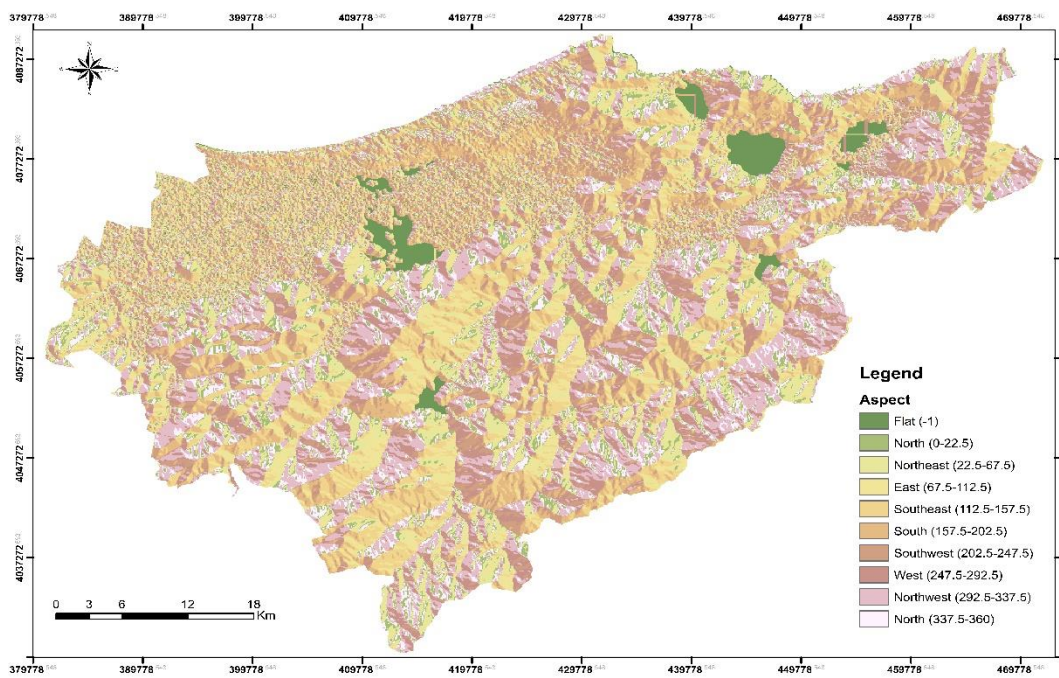 379778 389778 399778 409778 419778 429778 439778 449778 459778 469778
4087272
4077272
4067272
4057272
4047272
4037272
Legend
Aspect
Flat (-1)
North (0-22.5)
Northeast (22.5-67.5)
East (67.5-112.5)
Southeast (112.5-157.5)
South (157.5-202.5)
Southwest (202.5-247.5)
West (247.5-292.5)
Northwest (292.5-337.5)
North (337.5-360)
0 3 6 12 18
Km
379778 389778 399778 409778 419778 429778 439778 449778 459778 469778